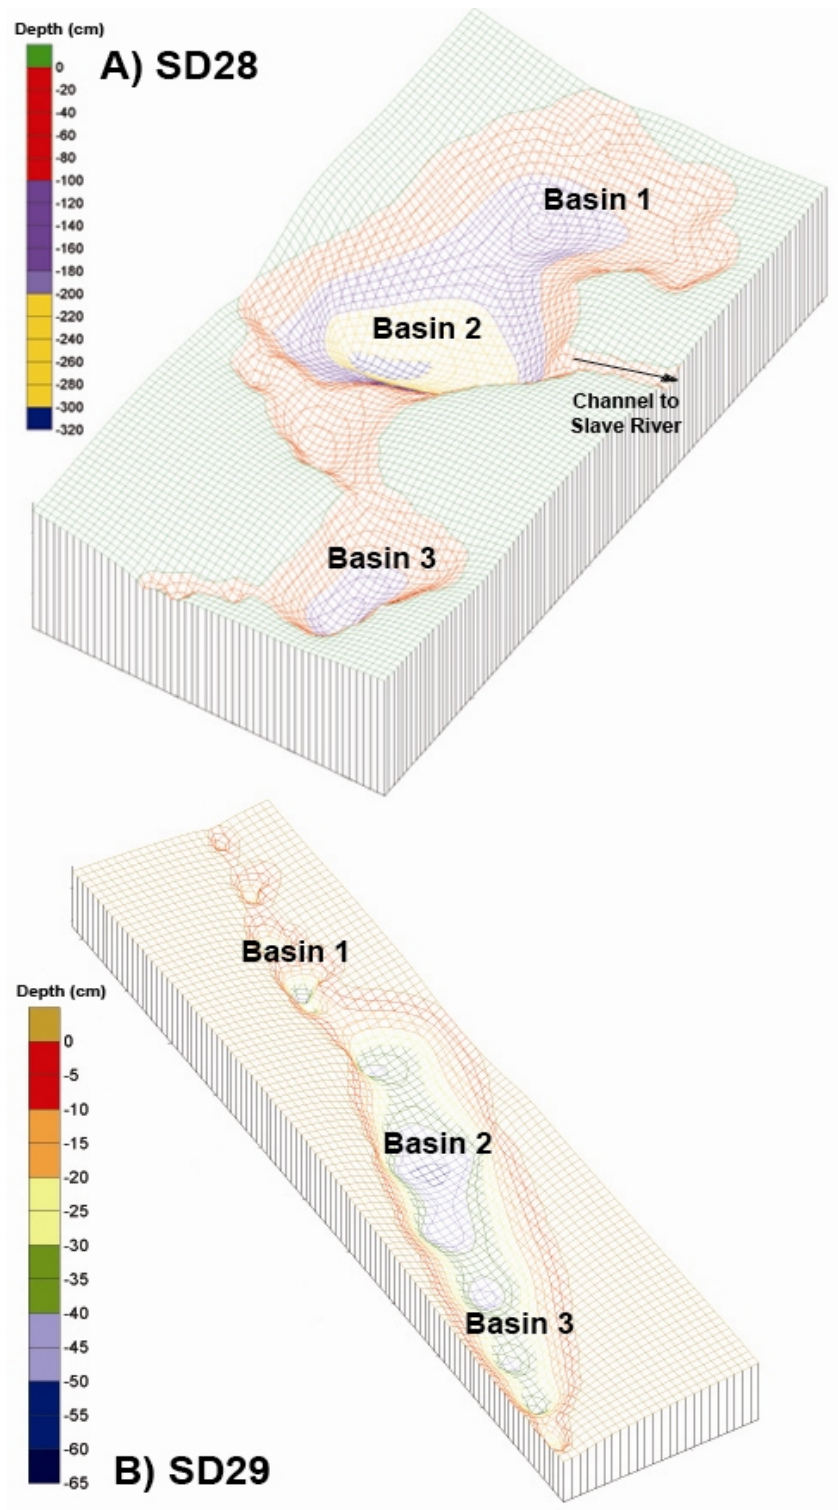 Depth (cm)
A) SD28
0
-20
-40
-60
-80
-100
-120
-140
-160
-180
-200
-220
-240
-260
-280
-300
-320
Basin 1
Basin 2
Channel to
Slave River
Basin 3
Basin 1
Depth (cm)
0
-5
-10
-15
-20
-25
-30
-35
-40
-45
-50
-55
-60
-65
Basin 2
Basin 3
B) SD29